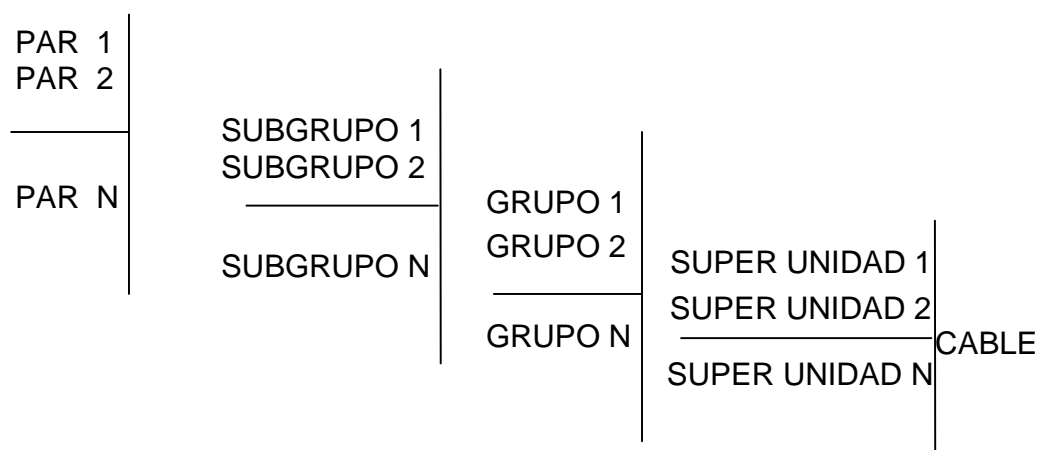 PAR 1
PAR 2
PAR N
SUBGRUPO 1
SUBGRUPO 2
SUBGRUPO N
GRUPO 1
GRUPO 2
GRUPO N
SUPER UNIDAD 1
SUPER UNIDAD 2
SUPER UNIDAD N
CABLE